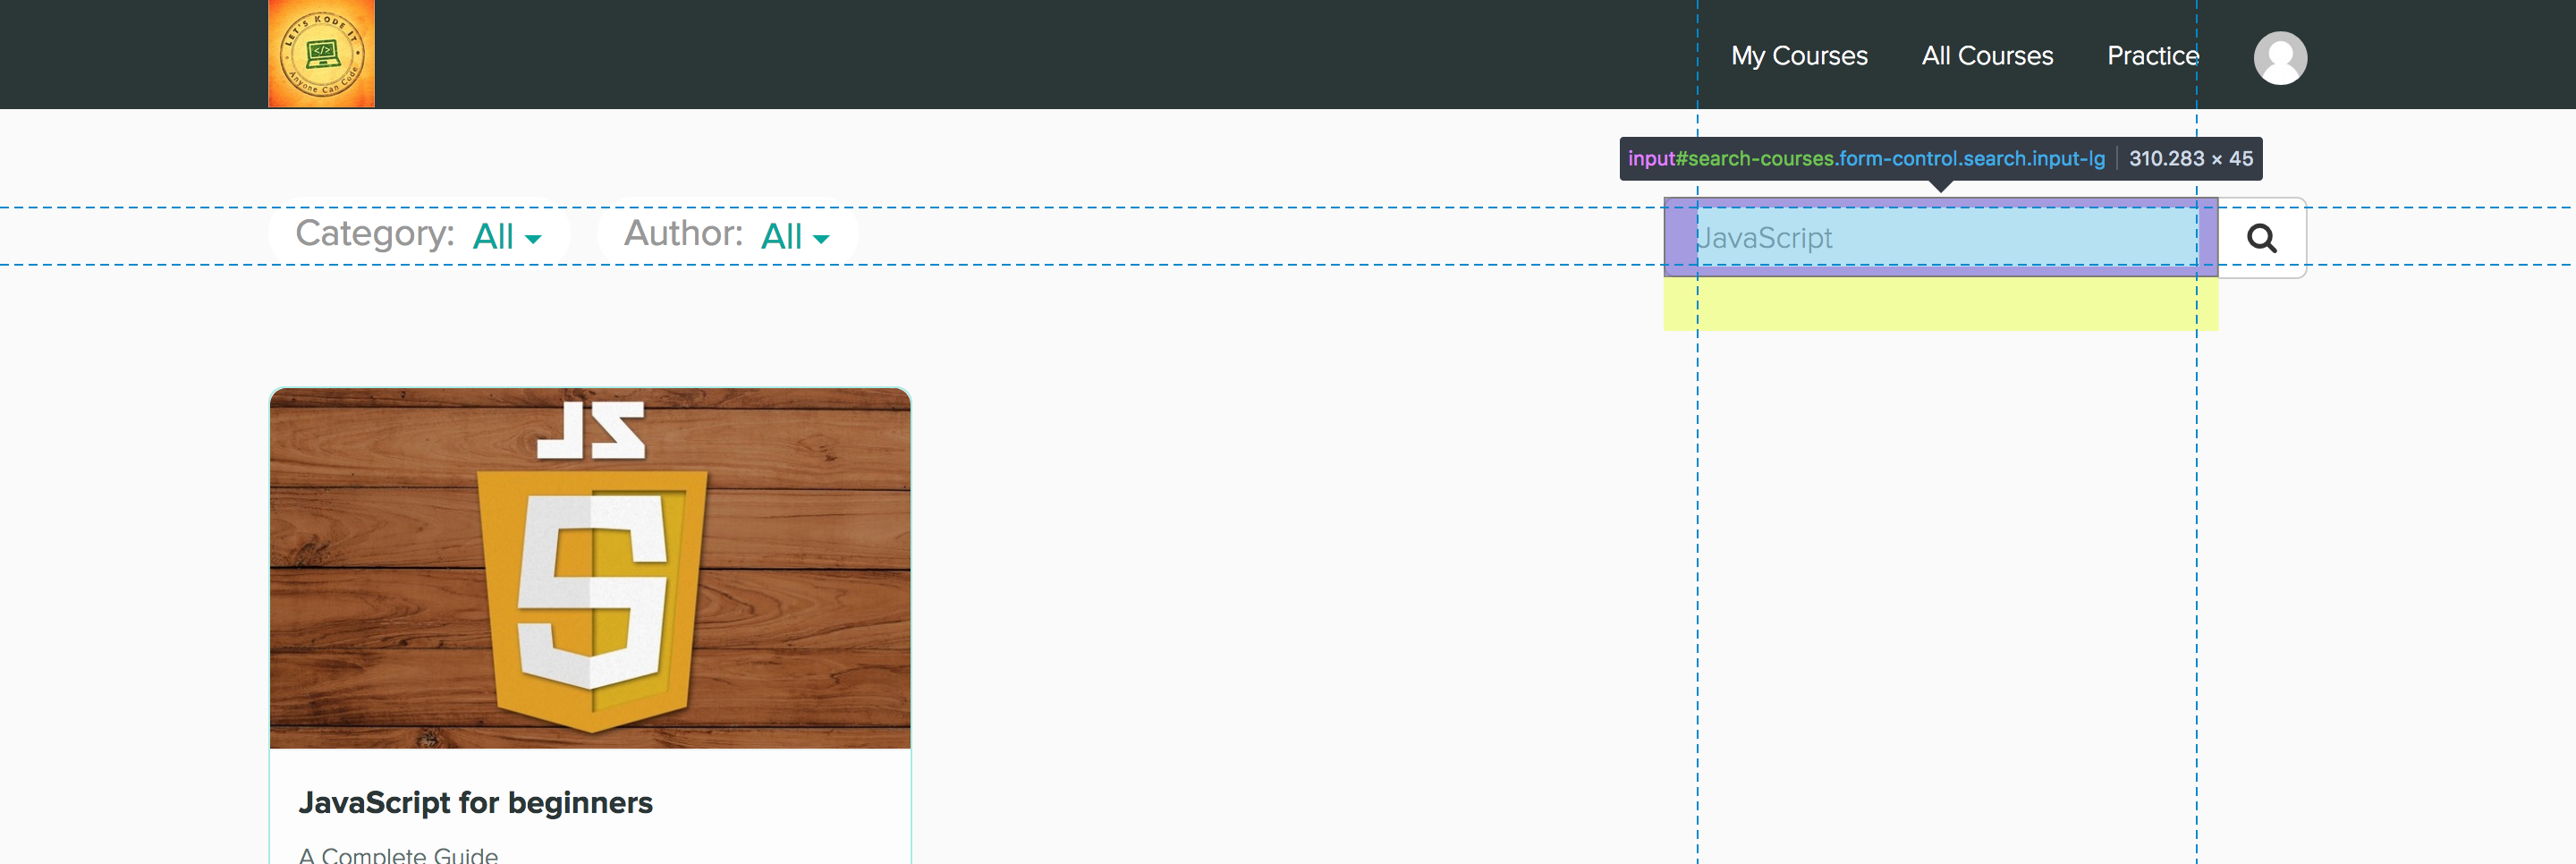 LET'S KODE IT
</>
Anyone Can Code
My Courses All Courses Practice
input#search-courses.form-control.search.input-lg 310.283 × 45
Category: All Author: All
JavaScript
JS
5
JavaScript for beginners
A Complete Guide